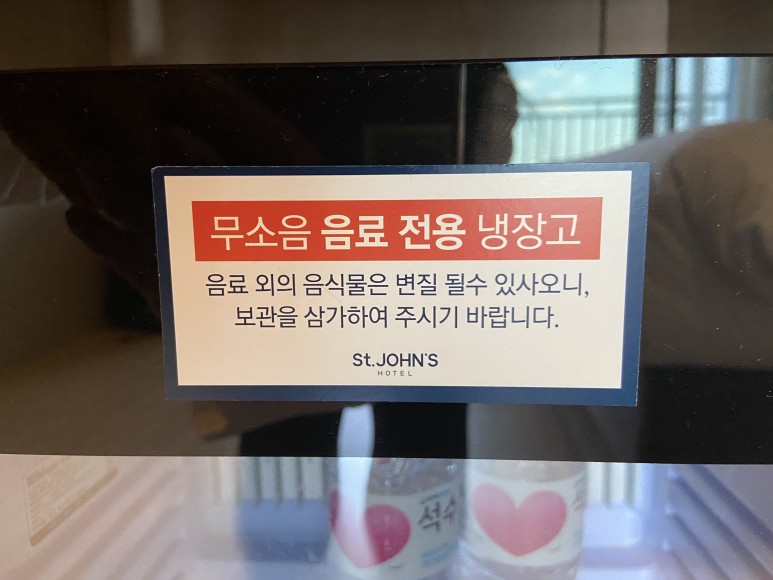 무소음 음료 전용 냉장고
음료 외의 음식물은 변질 될수 있사오니,
보관을 삼가하여 주시기 바랍니다.
St.JOHN'S
HOTEL
석수